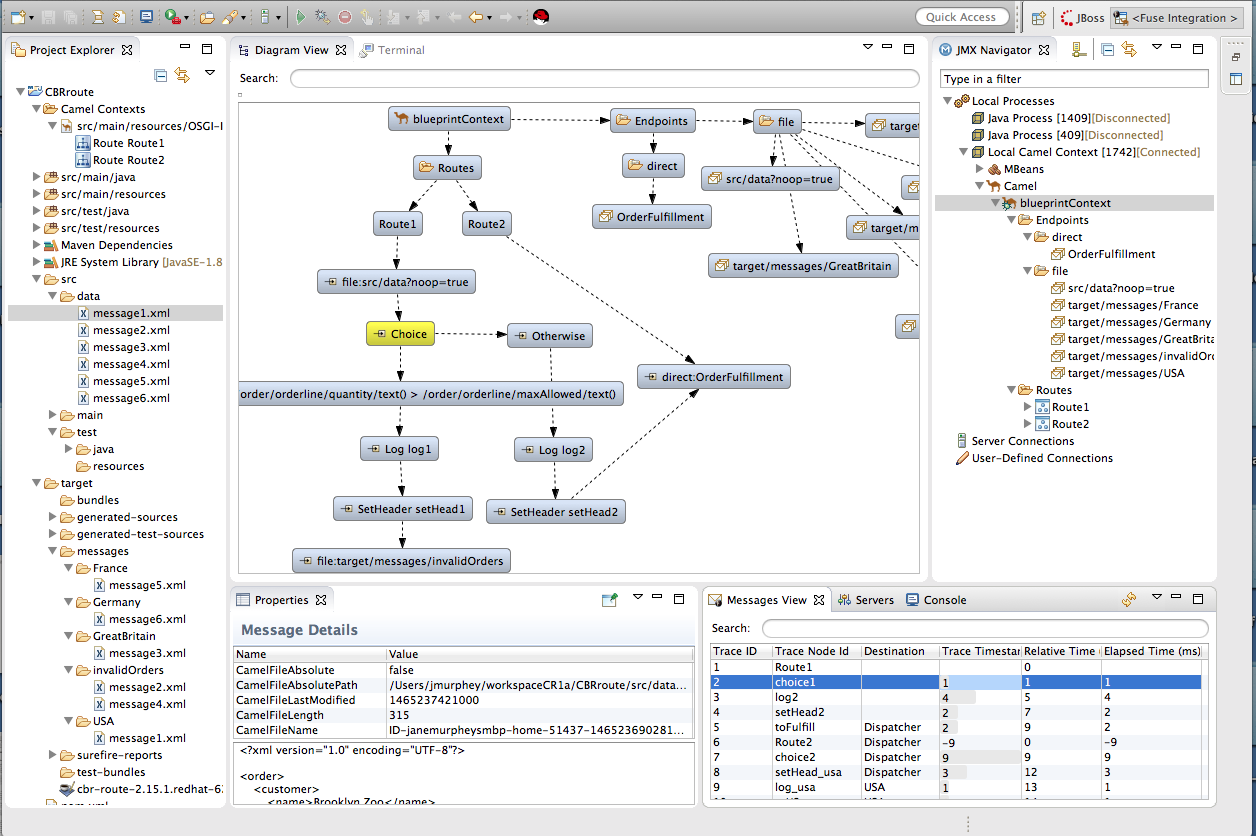 Quick Access
JBoss
<Fuse Integration >
Project Explorer
CBRroute
Camel Contexts
src/main/resources/OSGI-I
Route Route1
Route Route2
src/main/java
src/main/resources
src/test/java
src/test/resources
Maven Dependencies
JRE System Library [JavaSE-1.8
src
data
message1.xml
message2.xml
message3.xml
message4.xml
message5.xml
message6.xml
main
test
java
resources
target
bundles
generated-sources
generated-test-sources
messages
France
message5.xml
Germany
message6.xml
GreatBritain
message3.xml
invalidOrders
message2.xml
message4.xml
USA
message1.xml
surefire-reports
test-bundles
cbr-route-2.15.1.redhat-62
Diagram View
Terminal
Search:
blueprintContext
Endpoints
file
target
Routes
direct
src/data?noop=true
Route1
Route2
OrderFulfillment
target/m
file:src/data?noop=true
target/messages/GreatBritain
Choice
Otherwise
direct:OrderFulfillment
order/orderline/quantity/text() > /order/orderline/maxAllowed/text()
Log log1
Log log2
SetHeader setHead1
SetHeader setHead2
file:target/messages/invalidOrders
JMX Navigator
Type in a filter
Local Processes
Java Process [1409][Disconnected]
Java Process [409][Disconnected]
Local Camel Context [1742][Connected]
MBeans
Camel
blueprintContext
Endpoints
direct
OrderFulfillment
file
src/data?noop=true
target/messages/France
target/messages/Germany
target/messages/GreatBrita
target/messages/invalidOr
target/messages/USA
Routes
Route1
Route2
Server Connections
User-Defined Connections
Properties
Message Details
Name Value
CamelFileAbsolute false
CamelFileAbsolutePath /Users/jmurphey/workspaceCR1a/CBRroute/src/data...
CamelFileLastModified 1465237421000
CamelFileLength 315
CamelFileName ID-janemurpheysmbp-home-51437-146523690281...
<?xml version="1.0" encoding="UTF-8"?>
<order>
<customer>
<name>Brooklyn Zoo</name>
Messages View
Servers
Console
Search:
Trace ID Trace Node Id Destination Trace Timestar Relative Time ( Elapsed Time (ms)
1 Route1 0
2 choice1 1 1 1
3 log2 4 5 4
4 setHead2 2 7 2
5 toFulfill Dispatcher 2 9 2
6 Route2 Dispatcher -9 0 -9
7 choice2 Dispatcher 9 9 9
8 setHead_usa Dispatcher 3 12 3
9 log_usa USA 1 13 1